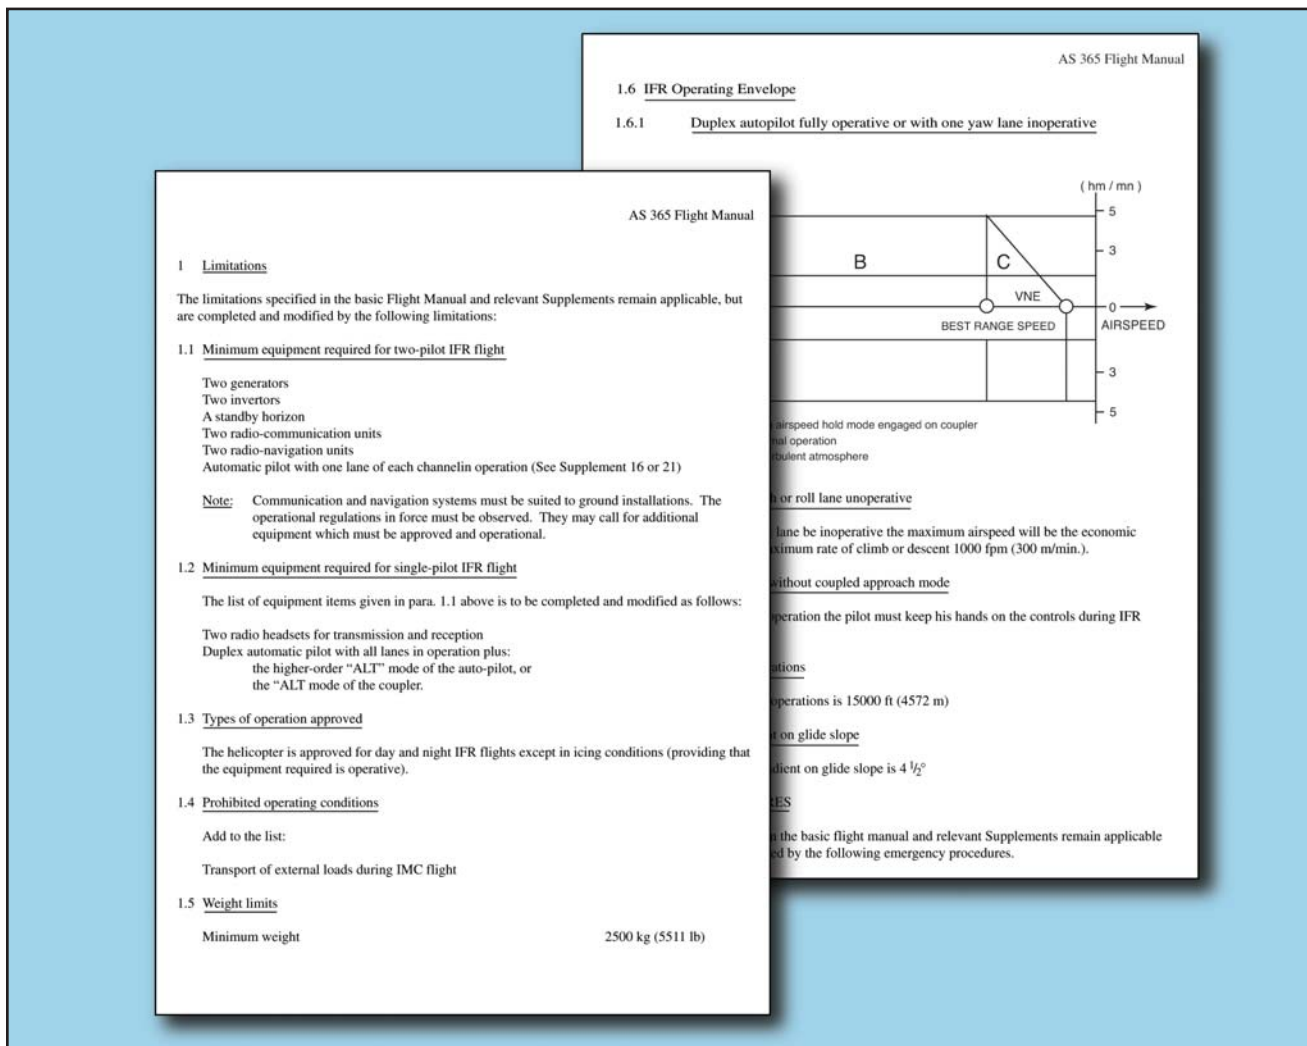 AS 365 Flight Manual
1 Limitations
The limitations specified in the basic Flight Manual and relevant Supplements remain applicable, but
are completed and modified by the following limitations:
1.1 Minimum equipment required for two-pilot IFR flight
Two generators
Two invertors
A standby horizon
Two radio-communication units
Two radio-navigation units
Automatic pilot with one lane of each channelin operation (See Supplement 16 or 21)
Note: Communication and navigation systems must be suited to ground installations. The
operational regulations in force must be observed. They may call for additional
equipment which must be approved and operational.
1.2 Minimum equipment required for single-pilot IFR flight
The list of equipment items given in para. 1.1 above is to be completed and modified as follows:
Two radio headsets for transmission and reception
Duplex automatic pilot with all lanes in operation plus:
the higher-order “ALT” mode of the auto-pilot, or
the “ALT mode of the coupler.
1.3 Types of operation approved
The helicopter is approved for day and night IFR flights except in icing conditions (providing that
the equipment required is operative).
1.4 Prohibited operating conditions
Add to the list:
Transport of external loads during IMC flight
1.5 Weight limits
Minimum weight 2500 kg (5511 lb)
AS 365 Flight Manual
1.6 IFR Operating Envelope
1.6.1 Duplex autopilot fully operative or with one yaw lane inoperative
( hm / mn )
5
3
B C
VNE
0
BEST RANGE SPEED AIRSPEED
3
5
airspeed hold mode engaged on coupler
operation
atmosphere
or roll lane unoperative
lane be inoperative the maximum airspeed will be the economic
rate of climb or descent 1000 fpm (300 m/min.).
without coupled approach mode
the pilot must keep his hands on the controls during IFR
is 15000 ft (4572 m)
on glide slope
on glide slope is 4 1/2°
the basic flight manual and relevant Supplements remain applicable
by the following emergency procedures.